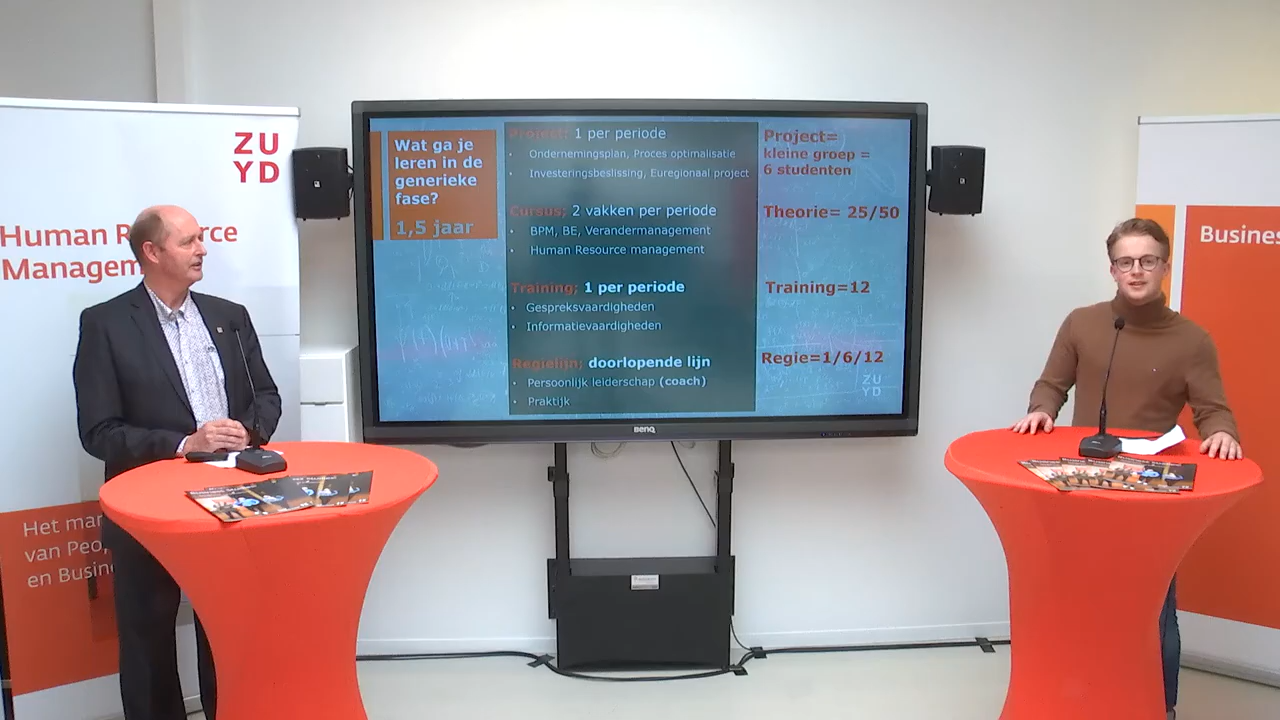 ZU
YD
Human R rce
Managem
Het mar
van Peo
en Busin
Wat ga je
leren in de
generieke
fase?
1,5 jaar
Project; 1 per periode
• Ondernemingsplan, Proces optimalisatie
• Investeringsbeslissing, Euregionaal project
Cursus; 2 vakken per periode
• BPM, BE, Verandermanagement
• Human Resource management
Training; 1 per periode
• Gespreksvaardigheden
• Informatievaardigheden
Regielijn; doorlopende lijn
• Persoonlijk leiderschap (coach)
• Praktijk
Project=
kleine groep =
6 studenten
Theorie= 25/50
Training=12
Regie=1/6/12
ZU
YD
BenQ
Busines